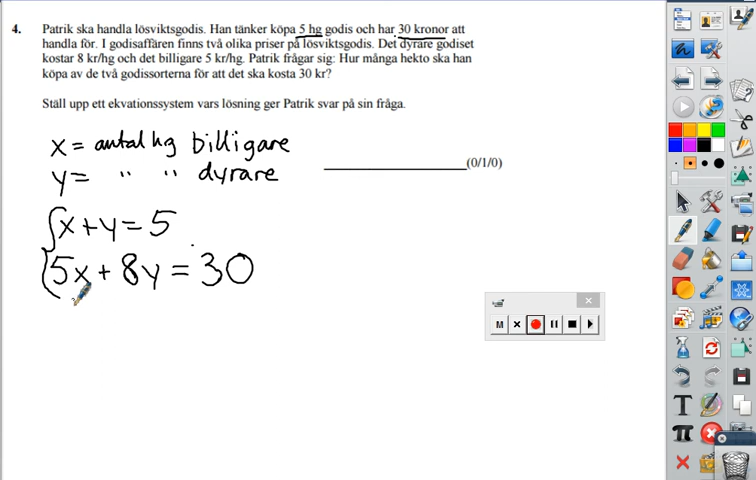 4. Patrik ska handla lösviktsgodis. Han tänker köpa 5 hg godis och har 30 kronor att
handla för. I godisaffären finns två olika priser på lösviktsgodis. Det dyrare godiset
kostar 8 kr/hg och det billigare 5 kr/hg. Patrik frågar sig: Hur många hekto ska han
köpa av de två godissorterna för att det ska kosta 30 kr?
Ställ upp ett ekvationssystem vars lösning ger Patrik svar på sin fråga.
x = antal hg billigare
y = " " dyrare
(0/1/0)
x + y = 5
5x + 8y = 30
M
T
π